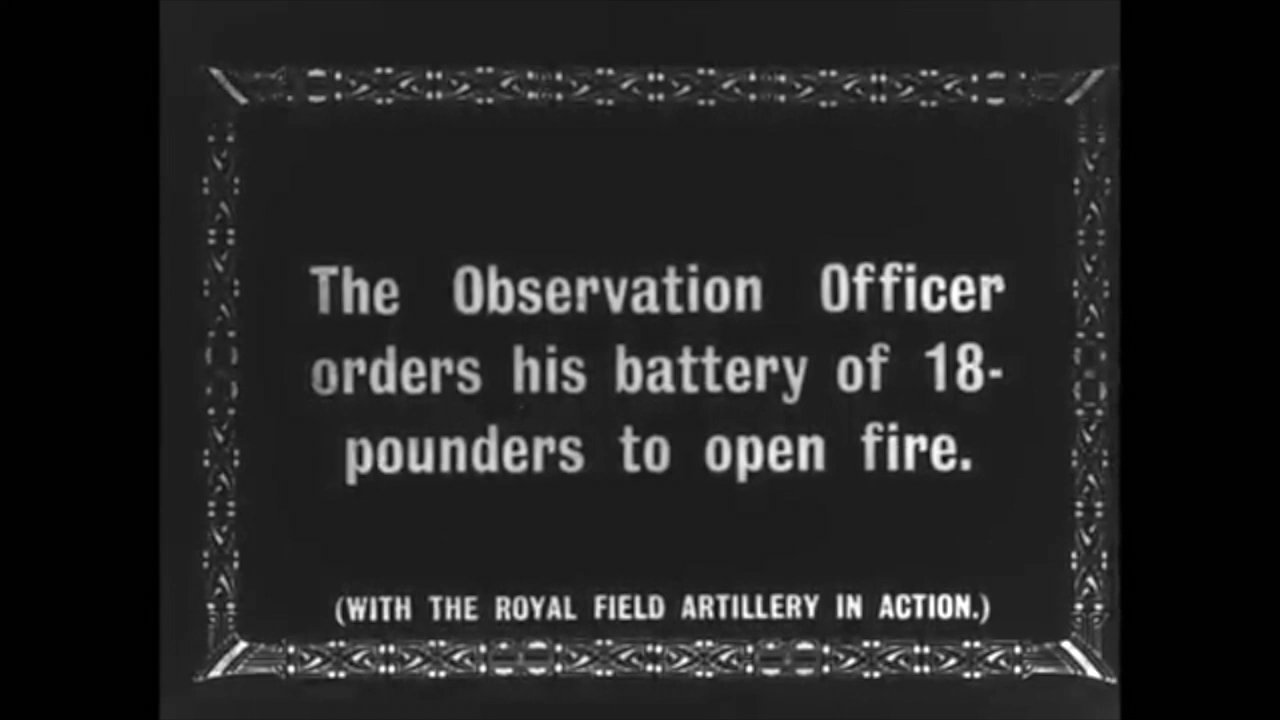 The Observation Officer
orders his battery of 18-
pounders to open fire.
(WITH THE ROYAL FIELD ARTILLERY IN ACTION.)